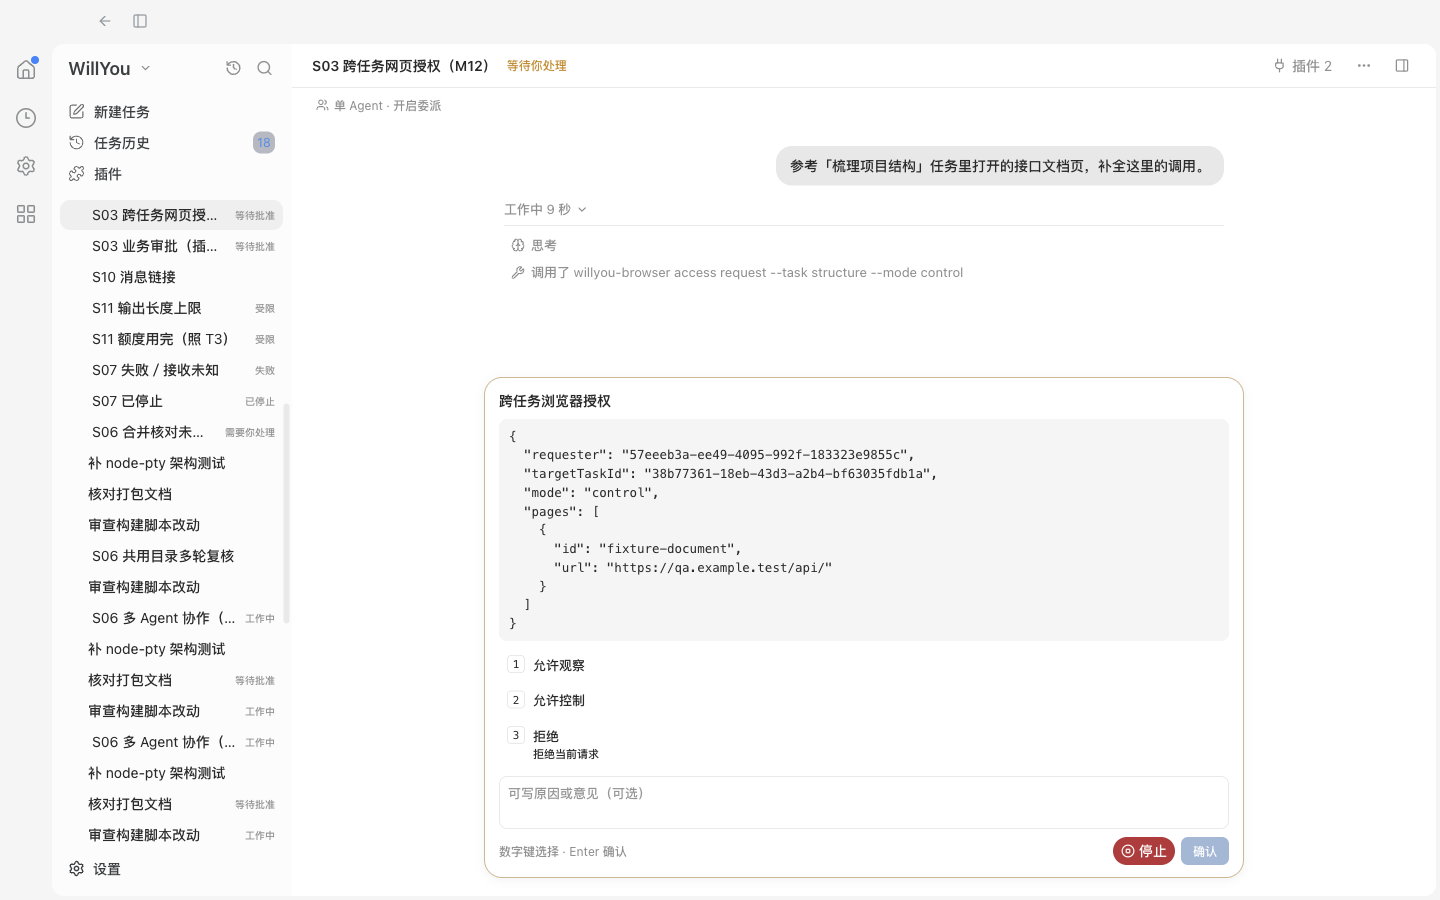 WillYou
新建任务
任务历史 18
插件
S03 跨任务网页授... 等待批准
S03 业务审批（插... 等待批准
S10 消息链接
S11 输出长度上限 受限
S11 额度用完（照 T3） 受限
S07 失败 / 接收未知 失败
S07 已停止 已停止
S06 合并核对未... 需要你处理
补 node-pty 架构测试
核对打包文档
审查构建脚本改动
S06 共用目录多轮复核
审查构建脚本改动
S06 多 Agent 协作（... 工作中
补 node-pty 架构测试
核对打包文档 等待批准
审查构建脚本改动 工作中
S06 多 Agent 协作（... 工作中
补 node-pty 架构测试
核对打包文档 等待批准
审查构建脚本改动 工作中
设置
S03 跨任务网页授权（M12） 等待你处理
插件 2
单 Agent · 开启委派
参考「梳理项目结构」任务里打开的接口文档页，补全这里的调用。
工作中 9 秒
思考
调用了 willyou-browser access request --task structure --mode control
跨任务浏览器授权
{
"requester": "57eeeb3a-ee49-4095-992f-183323e9855c",
"targetTaskId": "38b77361-18eb-43d3-a2b4-bf63035fdb1a",
"mode": "control",
"pages": [
{
"id": "fixture-document",
"url": "https://qa.example.test/api/"
}
]
}
1 允许观察
2 允许控制
3 拒绝
拒绝当前请求
可写原因或意见（可选）
数字键选择 · Enter 确认
停止
确认